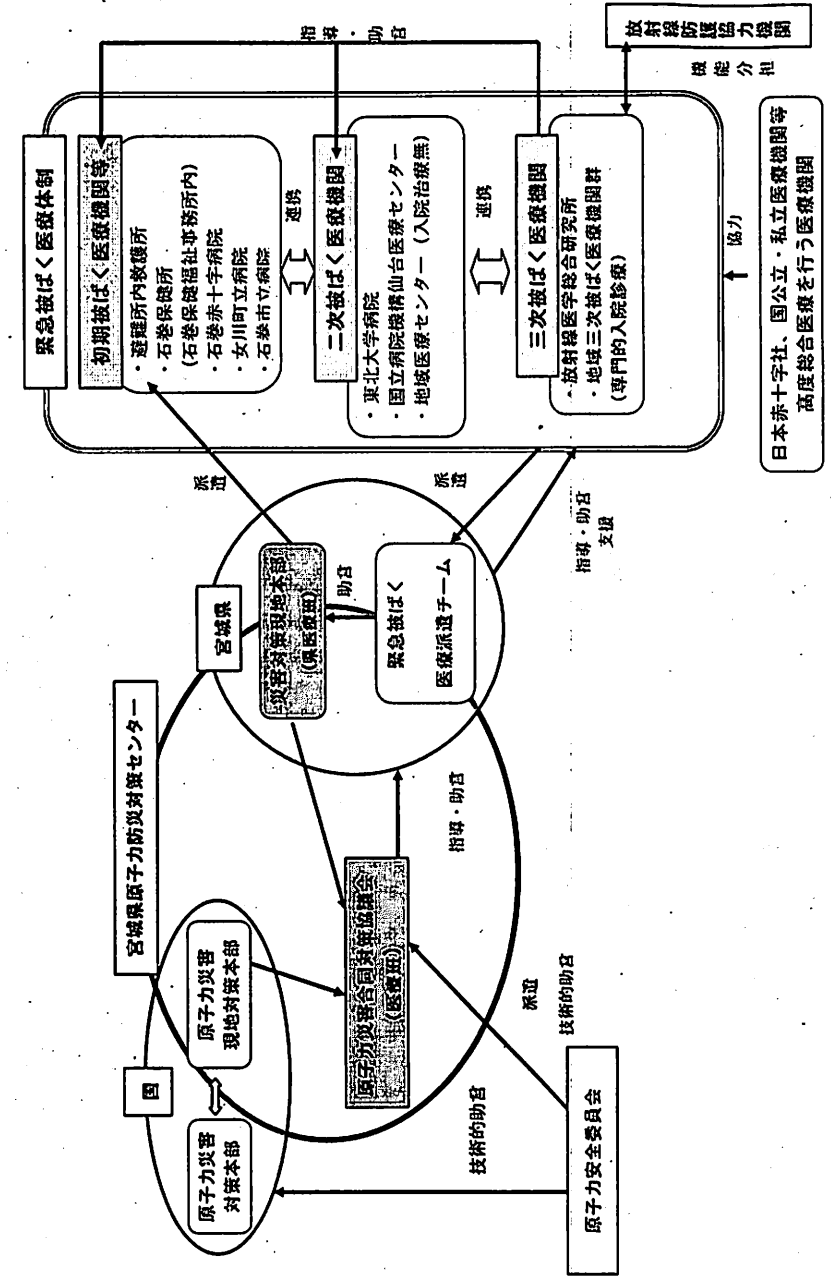 宮城県原子力防災対策センター
国
原子力災害
対策本部
原子力災害
現地対策本部
原子力災害合同対策協議会
(医療班)
技術的助言
原子力安全委員会
派遣
技術的助言
指導・助言
宮城県
災害対策現地本部
(県医療班)
助言
緊急被ばく
医療派遣チーム
派遣
派遣
指導・助言
支援
緊急被ばく医療体制
初期被ばく医療機関等
・避難所内救護所
・石巻保健所
(石巻保健福祉事務所内)
・石巻赤十字病院
・女川町立病院
・石巻市立病院
連携
二次被ばく医療機関
・東北大学病院
・国立病院機構仙台医療センター
・地域医療センター(入院治療無)
連携
三次被ばく医療機関
・放射線医学総合研究所
・地域三次被ばく医療機関群
(専門的入院診療)
指導・助言
放射線防護協力機関
機能分担
協力
日本赤十字社、国公立・私立医療機関等
高度総合医療を行う医療機関